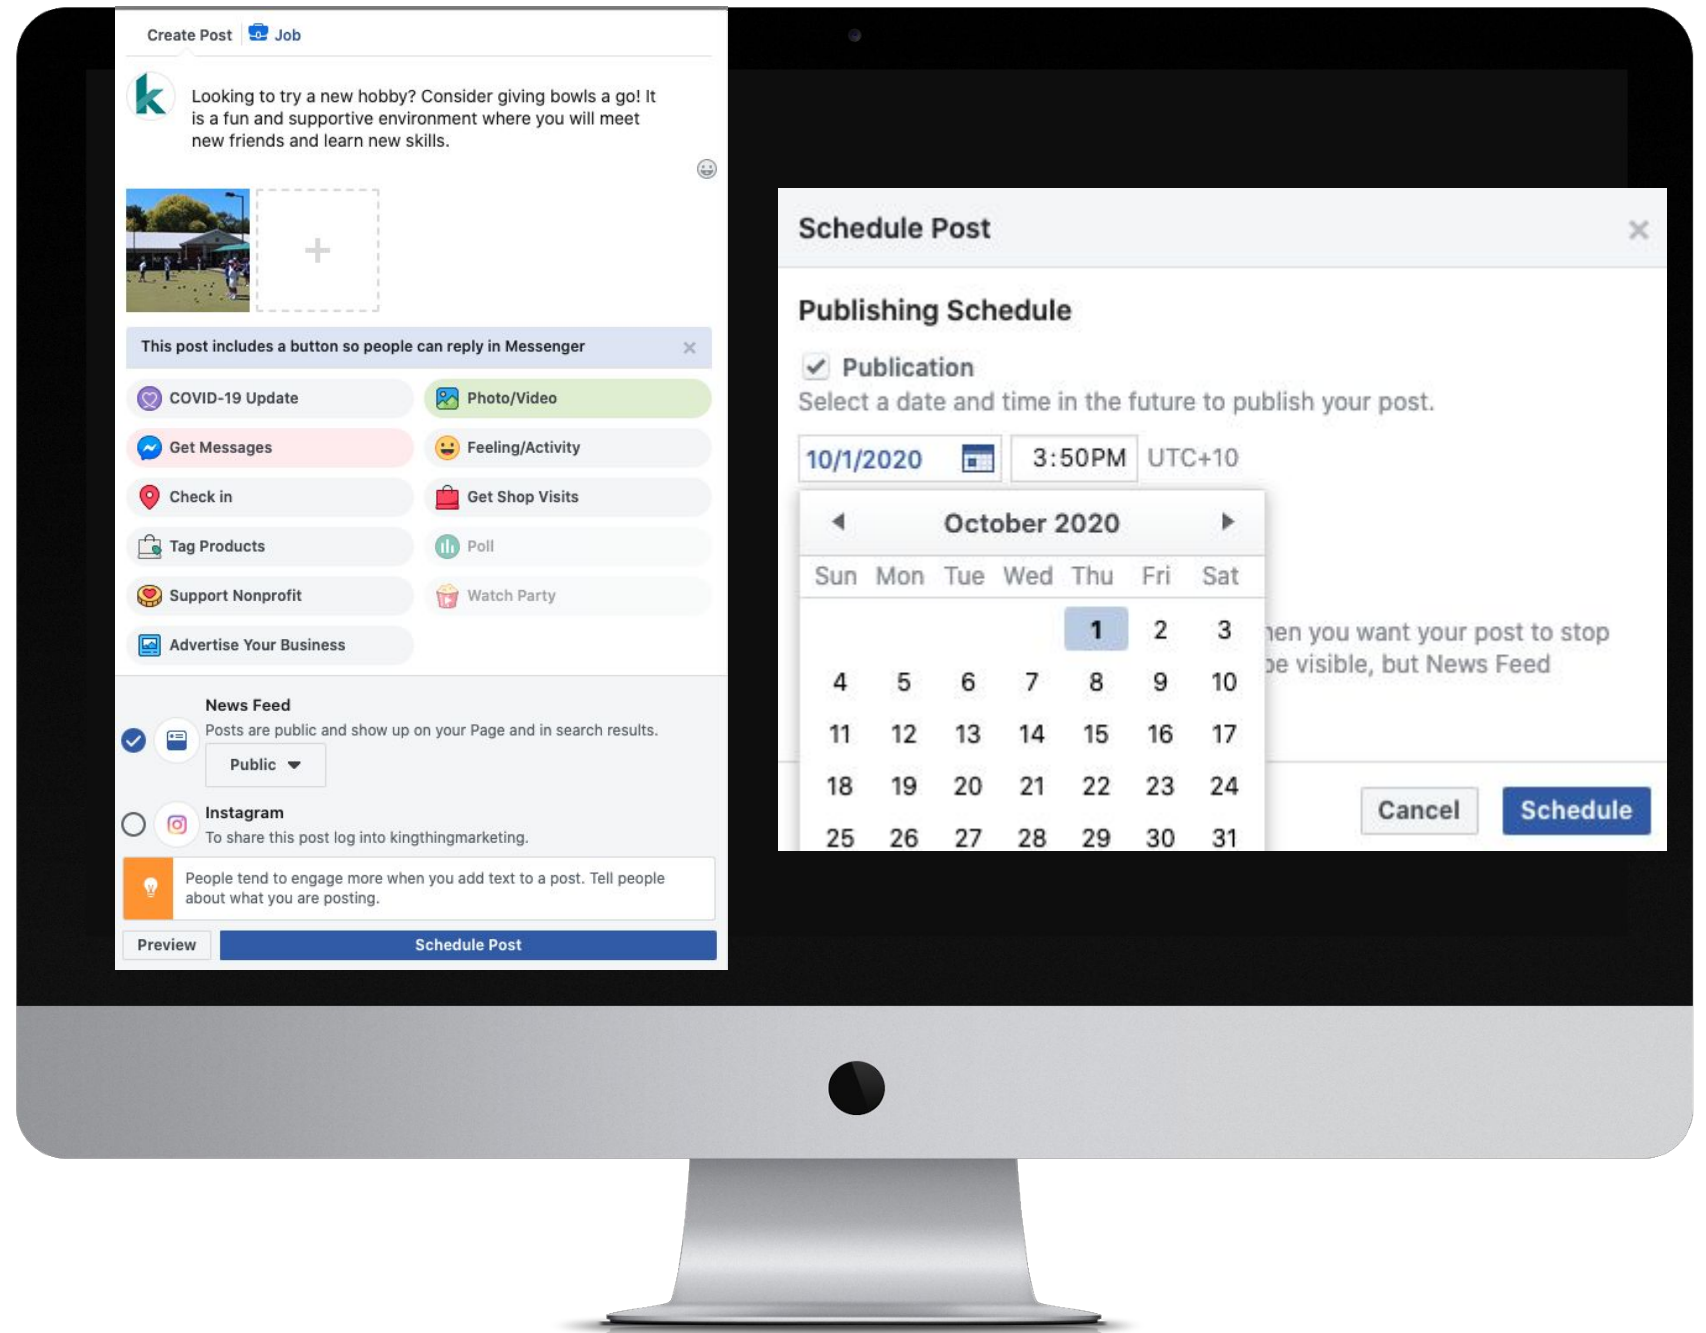 Create Post
Job
Looking to try a new hobby? Consider giving bowls a go! It
is a fun and supportive environment where you will meet
new friends and learn new skills.
This post includes a button so people can reply in Messenger
COVID-19 Update
Photo/Video
Get Messages
Feeling/Activity
Check in
Get Shop Visits
Tag Products
Poll
Support Nonprofit
Watch Party
Advertise Your Business
News Feed
Posts are public and show up on your Page and in search results.
Public
Instagram
To share this post log into kingthingmarketing.
People tend to engage more when you add text to a post. Tell people
about what you are posting.
Preview
Schedule Post
Schedule Post
Publishing Schedule
Publication
Select a date and time in the future to publish your post.
10/1/2020 3:50PM UTC+10
October 2020
Sun Mon Tue Wed Thu Fri Sat
1 2 3
4 5 6 7 8 9 10
11 12 13 14 15 16 17
18 19 20 21 22 23 24
25 26 27 28 29 30 31
you want your post to stop
be visible, but News Feed
Cancel
Schedule